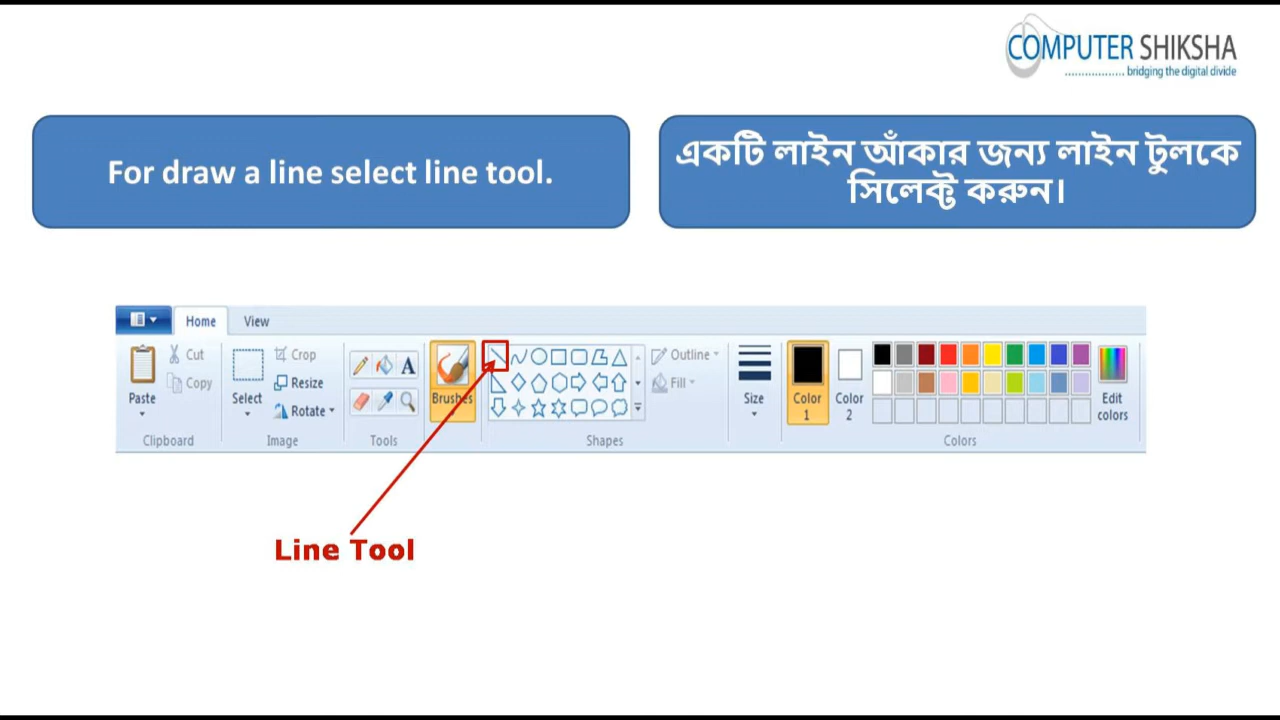 COMPUTER SHIKSHA
bridging the digital divide
For draw a line select line tool.
একটি লাইন আঁকার জন্য লাইন টুলকে
সিলেক্ট করুন।
Home View
Cut
Copy
Paste
Clipboard
Select
Crop
Resize
Rotate
Image
A
Tools
Brushes
Shapes
Outline
Fill
Size
Color
1
Color
2
Edit
colors
Colors
Line Tool